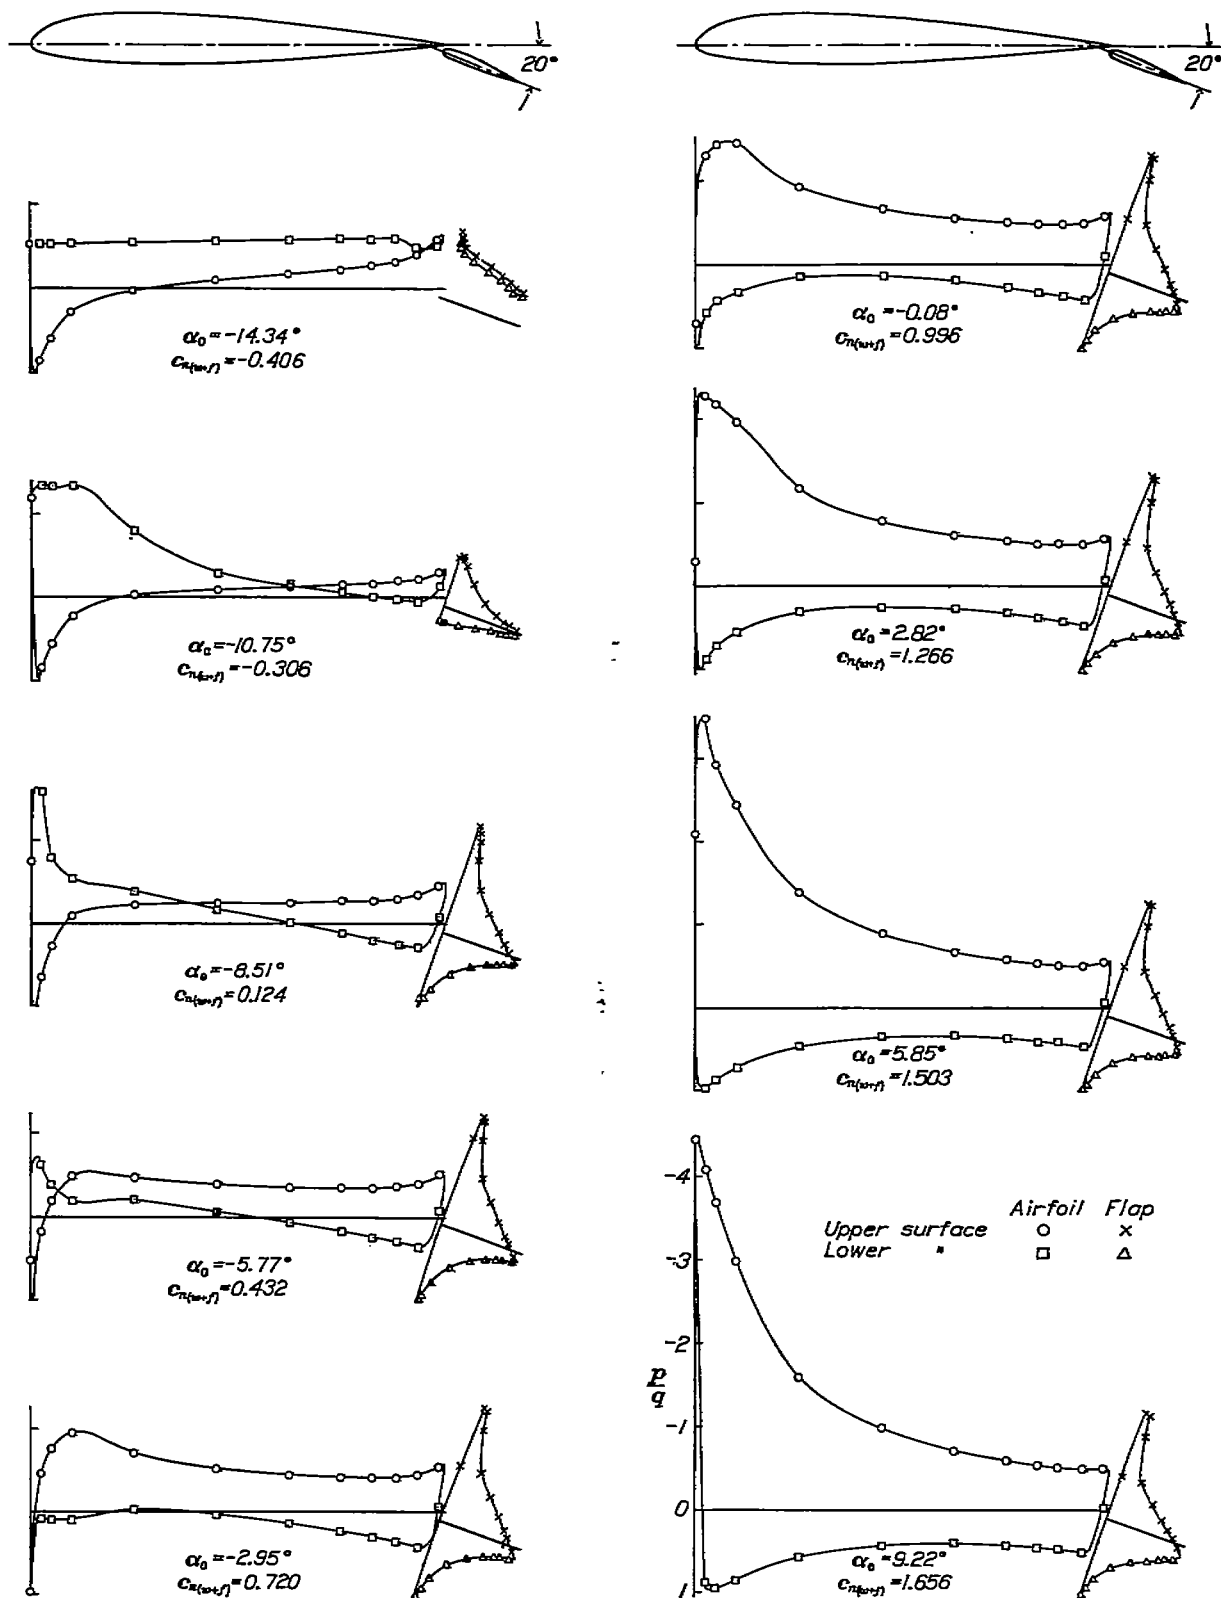 20°
20°
α₀=-14.34°
cₙ₍w+f₎=-0.406
α₀=-10.75°
cₙ₍w+f₎=-0.306
α₀=-8.51°
cₙ₍w+f₎=0.124
α₀=-5.77°
cₙ₍w+f₎=0.432
α₀=-2.95°
cₙ₍w+f₎=0.720
α₀=-0.08°
cₙ₍w+f₎=0.996
α₀=2.82°
cₙ₍w+f₎=1.266
α₀=5.85°
cₙ₍w+f₎=1.503
-4
Airfoil Flap
Upper surface ○ ×
Lower " □ △
-3
-2
p/q
-1
0
1
α₀=9.22°
cₙ₍w+f₎=1.656